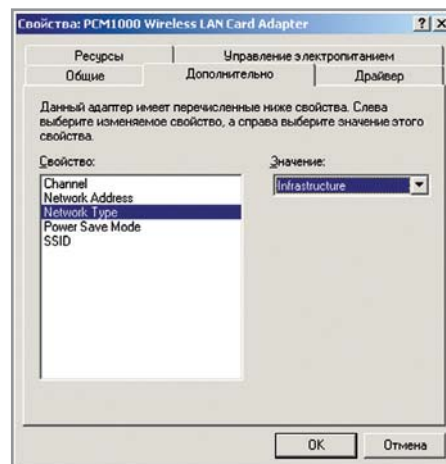 Свойства: PCM1000 Wireless LAN Card Adapter
Ресурсы Управление электропитанием
Общие Дополнительно Драйвер
Данный адаптер имеет перечисленные ниже свойства. Слева
выберите изменяемое свойство, а справа выберите значение этого
свойства.
Свойство: Значение:
Channel Infrastructure
Network Address
Network Type
Power Save Mode
SSID
OK Отмена